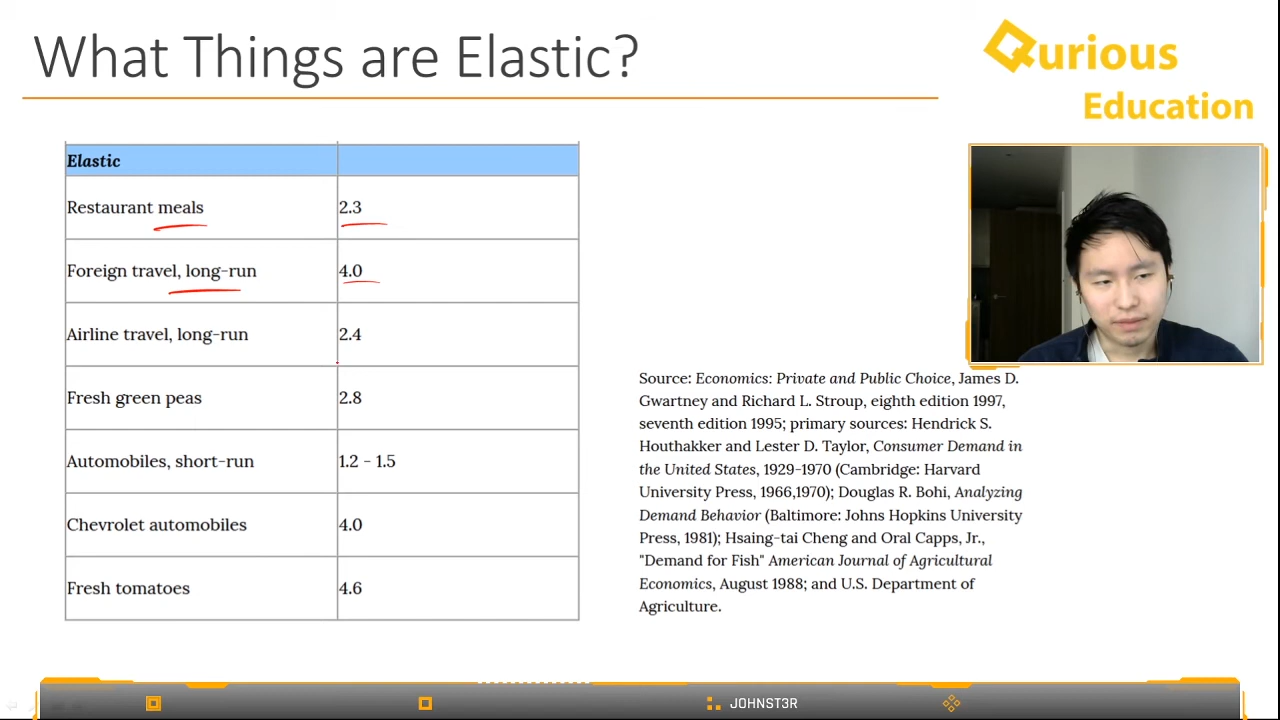 What Things are Elastic?
Qurious
Education
Elastic
Restaurant meals 2.3
Foreign travel, long-run 4.0
Airline travel, long-run 2.4
Fresh green peas 2.8
Automobiles, short-run 1.2 - 1.5
Chevrolet automobiles 4.0
Fresh tomatoes 4.6
Source: Economics: Private and Public Choice, James D.
Gwartney and Richard L. Stroup, eighth edition 1997,
seventh edition 1995; primary sources: Hendrick S.
Houthakker and Lester D. Taylor, Consumer Demand in
the United States, 1929-1970 (Cambridge: Harvard
University Press, 1966,1970); Douglas R. Bohi, Analyzing
Demand Behavior (Baltimore: Johns Hopkins University
Press, 1981); Hsaing-tai Cheng and Oral Capps, Jr.,
"Demand for Fish" American Journal of Agricultural
Economics, August 1988; and U.S. Department of
Agriculture.
JOHNST3R